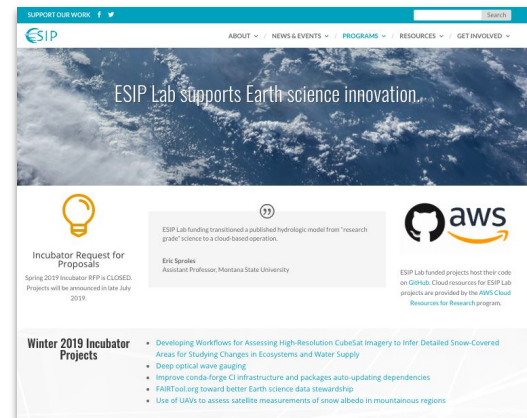 SUPPORT OUR WORK
Search
ESIP
ABOUT / NEWS & EVENTS / PROGRAMS / RESOURCES / GET INVOLVED
ESIP Lab supports Earth science innovation.
Incubator Request for
Proposals
Spring 2019 Incubator RFP is CLOSED.
Projects will be announced in late July
2019.
ESIP Lab funding transitioned a published hydrologic model from "research
grade" science to a cloud-based operation.
Eric Sproles
Assistant Professor, Montana State University
aws
ESIP Lab funded projects host their code
on GitHub. Cloud resources for ESIP Lab
projects are provided by the AWS Cloud
Resources for Research program.
Winter 2019 Incubator
Projects
Developing Workflows for Assessing High-Resolution CubeSat Imagery to Infer Detailed Snow-Covered
Areas for Studying Changes in Ecosystems and Water Supply
Deep optical wave gauging
Improve conda-forge CI infrastructure and packages auto-updating dependencies
FAIRTool.org toward better Earth science data stewardship
Use of UAVs to assess satellite measurements of snow albedo in mountainous regions